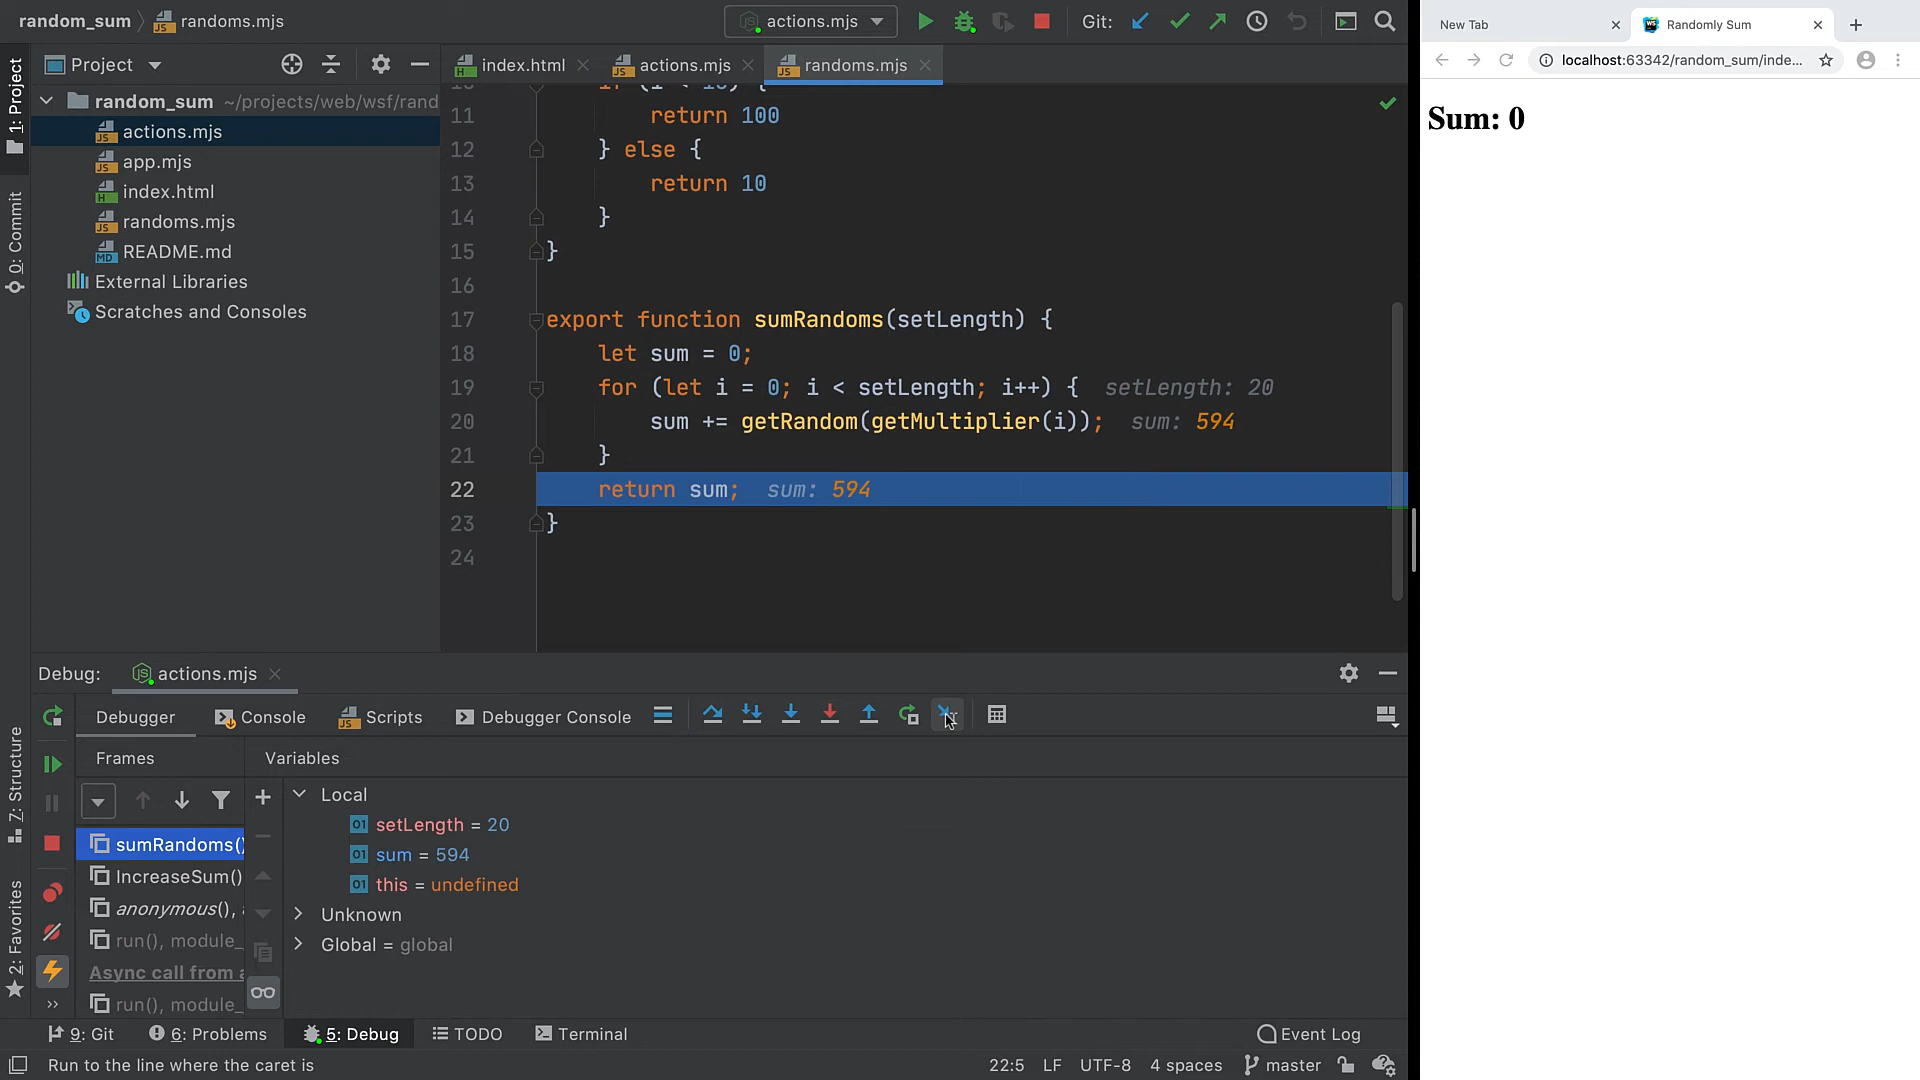 random_sum
randoms.mjs
actions.mjs
Git:
New Tab
Randomly Sum
localhost:63342/random_sum/inde...
Sum: 0
1: Project
0: Commit
7: Structure
2: Favorites
Project
random_sum ~/projects/web/wsf/rand
actions.mjs
app.mjs
index.html
randoms.mjs
README.md
External Libraries
Scratches and Consoles
index.html
actions.mjs
randoms.mjs
11 return 100
12 } else {
13 return 10
14 }
15 }
16
17 export function sumRandoms(setLength) {
18 let sum = 0;
19 for (let i = 0; i < setLength; i++) { setLength: 20
20 sum += getRandom(getMultiplier(i)); sum: 594
21 }
22 return sum; sum: 594
23 }
24
Debug:
actions.mjs
Debugger
Console
Scripts
Debugger Console
Frames
Variables
sumRandoms()
IncreaseSum()
anonymous(),
run(), module_
Async call from
run(), module_
Local
setLength = 20
sum = 594
this = undefined
Unknown
Global = global
9: Git
6: Problems
5: Debug
TODO
Terminal
Event Log
Run to the line where the caret is
22:5
LF
UTF-8
4 spaces
master